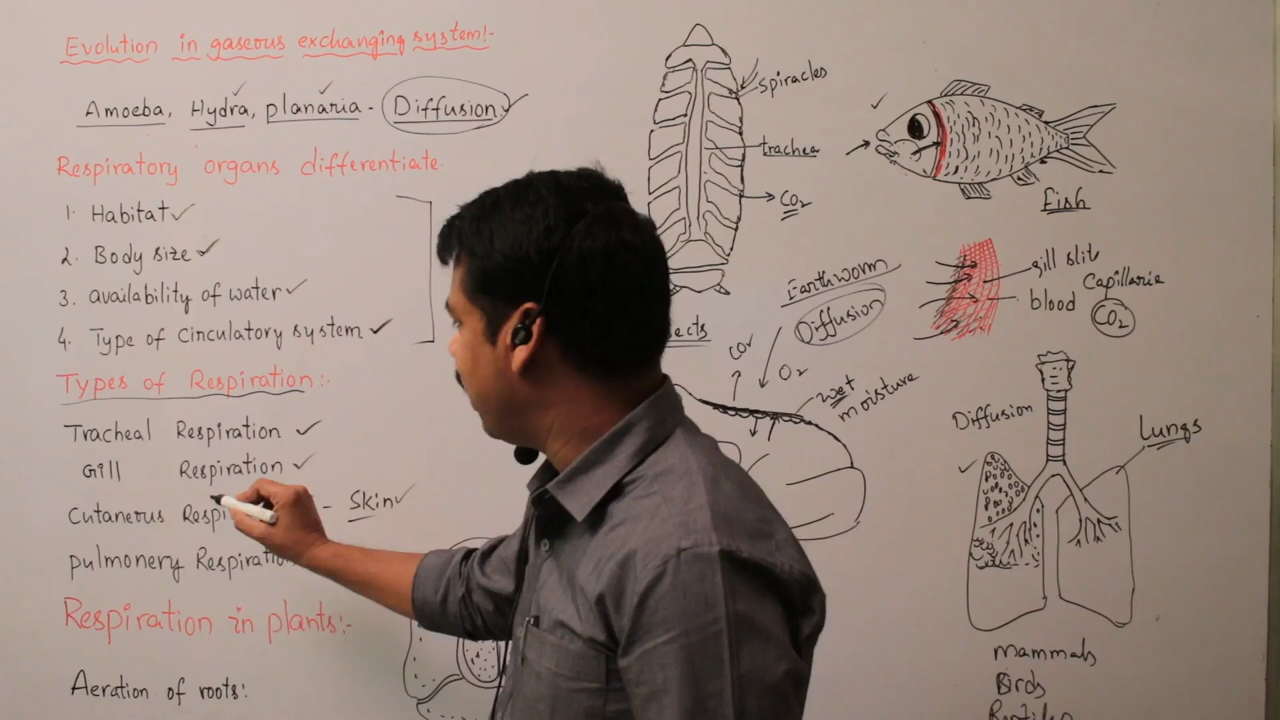 Evolution in gaseous exchanging system:-
Amoeba, Hydra, planaria - Diffusion
Respiratory organs differentiate.
1. Habitat
2. Body size
3. availability of water
4. Type of Circulatory system
Types of Respiration:-
Tracheal Respiration
Gill Respiration
Cutaneous - Skin
pulmonery Respiration
Respiration in plants:-
Aeration of roots:
spiracles
trachea
CO2
Earthworm
Diffusion
O2
wet
moisture
fish
gill slit
Capillarie
blood
CO2
Diffusion
Lungs
mammals
Birds